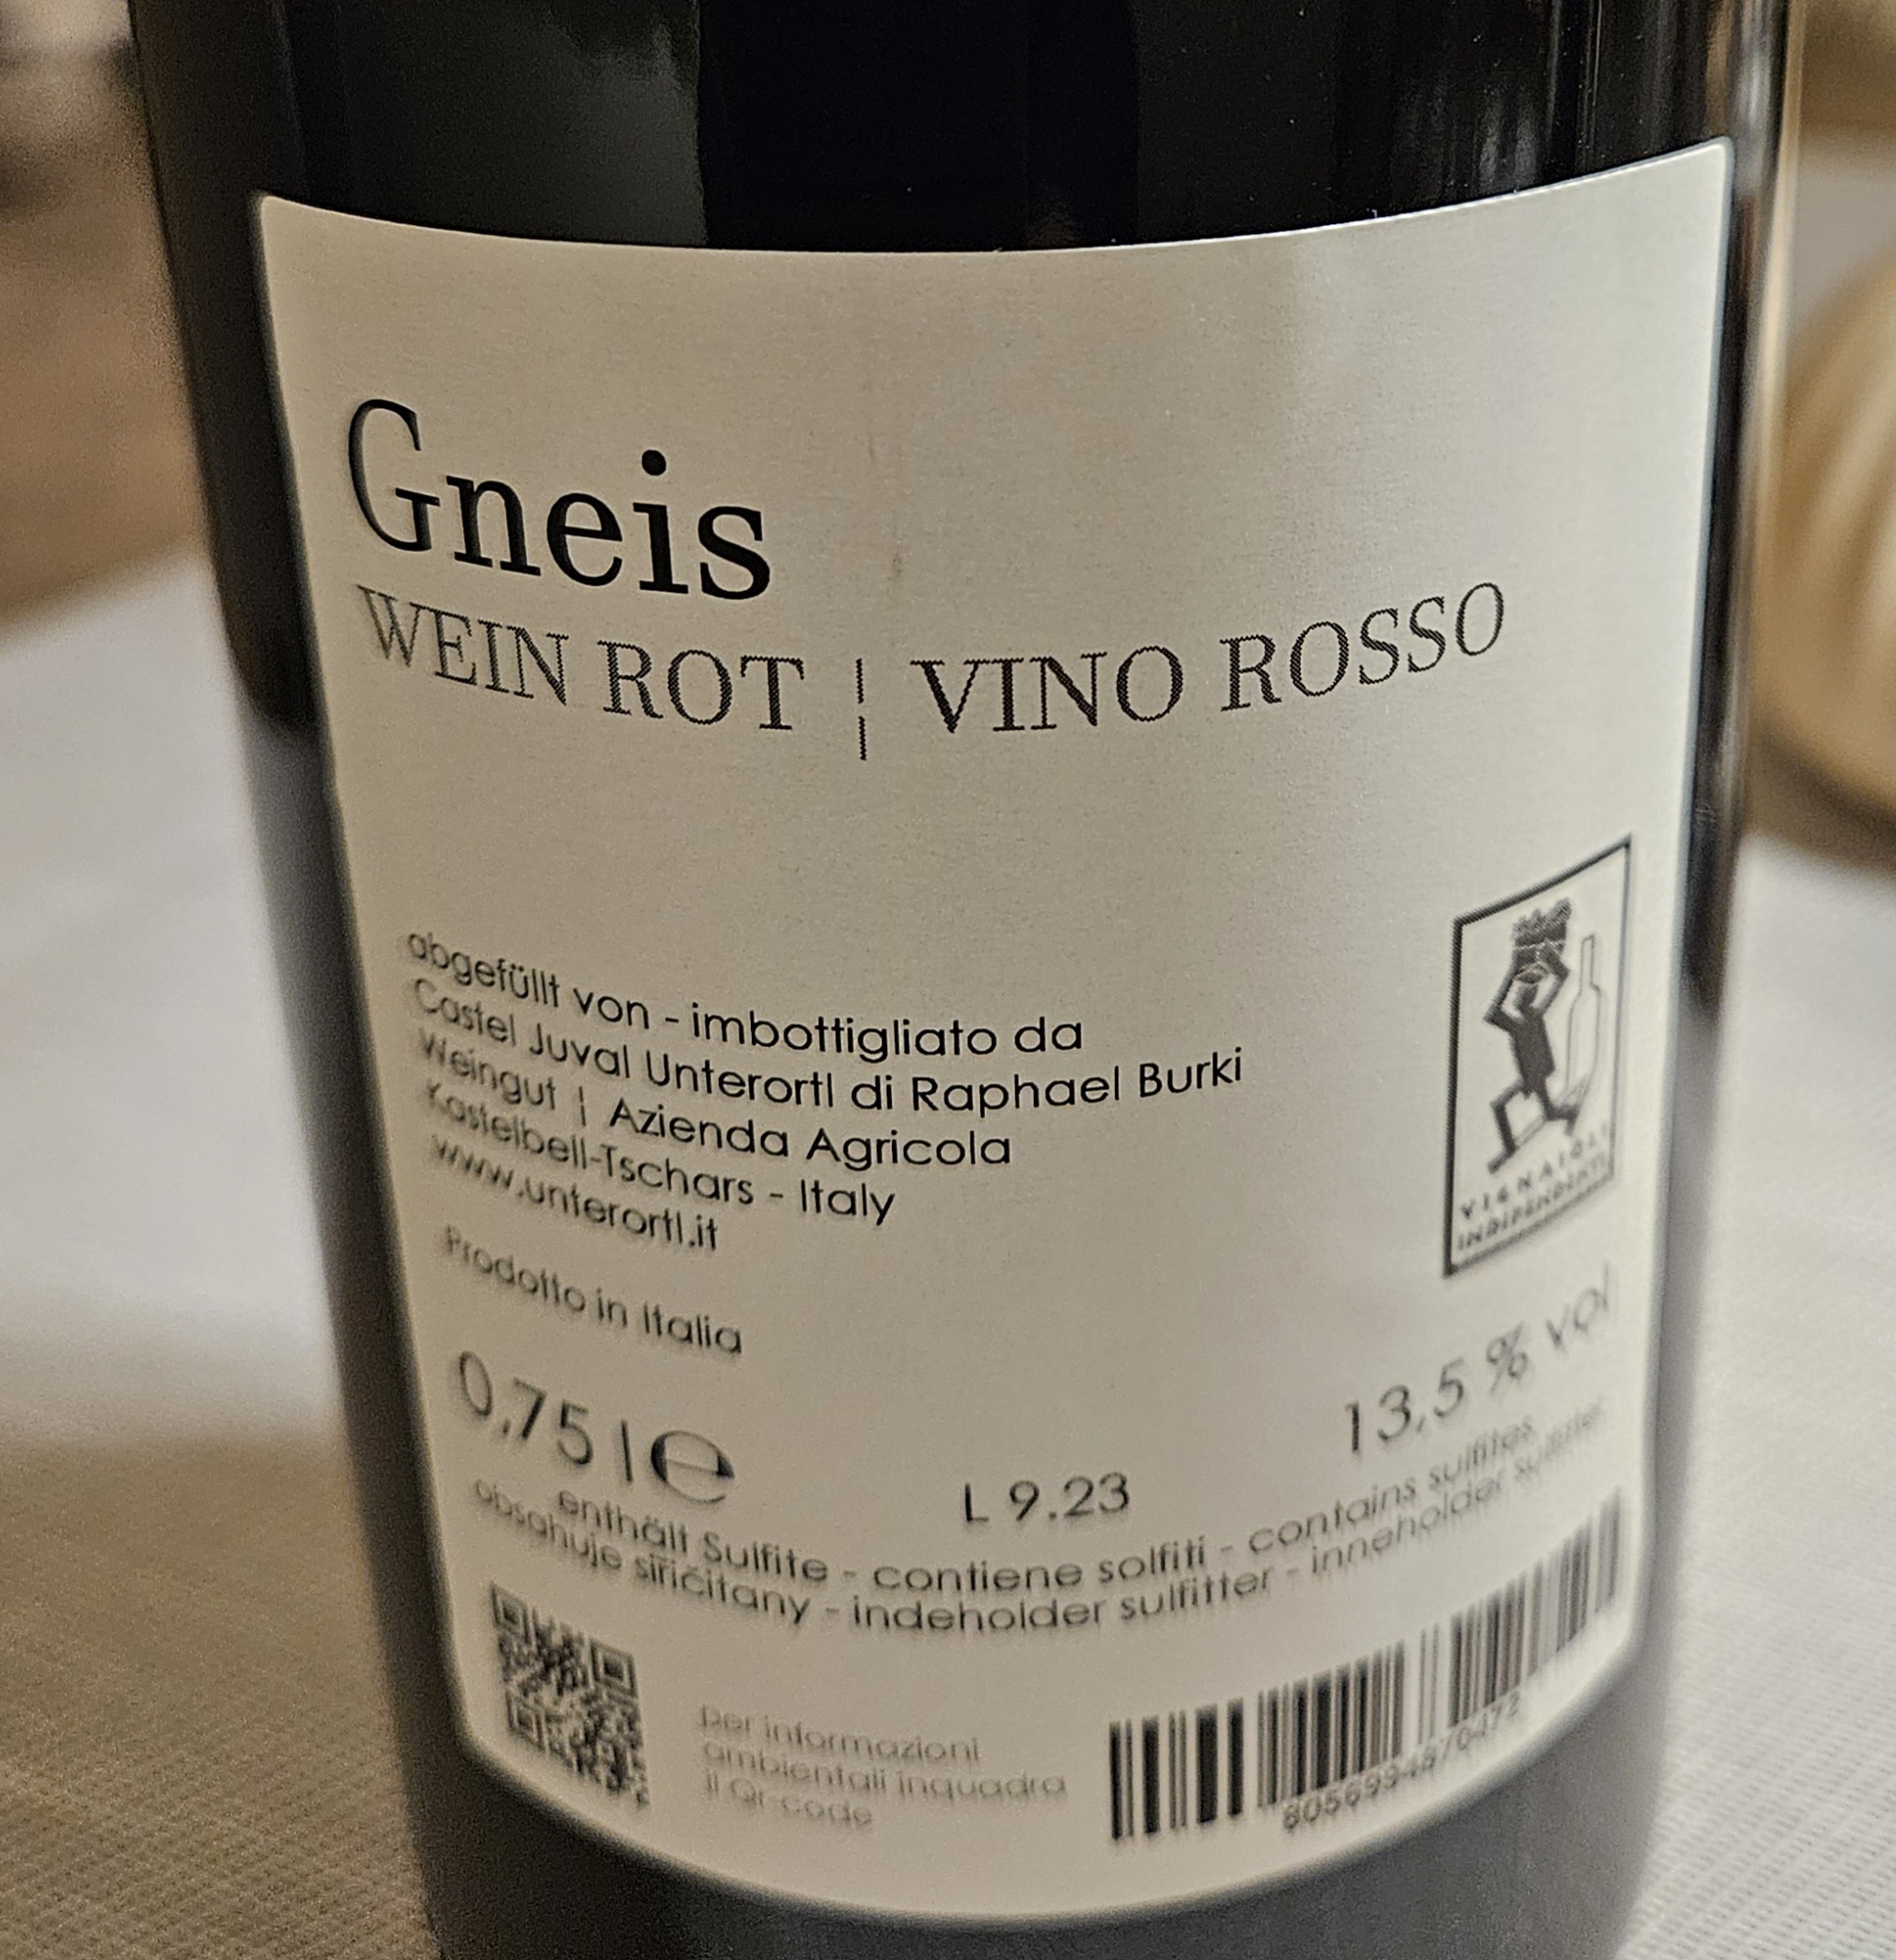 Gneis
WEIN ROT ¦ VINO ROSSO
abgefüllt von - imbottigliato da
Castel Juval Unterortl di Raphael Burki
Weingut ¦ Azienda Agricola
Kastelbell-Tschars - Italy
www.unterortl.it
VIGNAIOLI
INDIPENDENTI
Prodotto in Italia
0,75 l e
L 9.23
13,5 % vol
enthält Sulfite - contiene solfiti - contains sulfites
obsahuje siřičitany - indeholder sulfitter - inneholder sulfitter
per informazioni
ambientali inquadra
il Qr-code